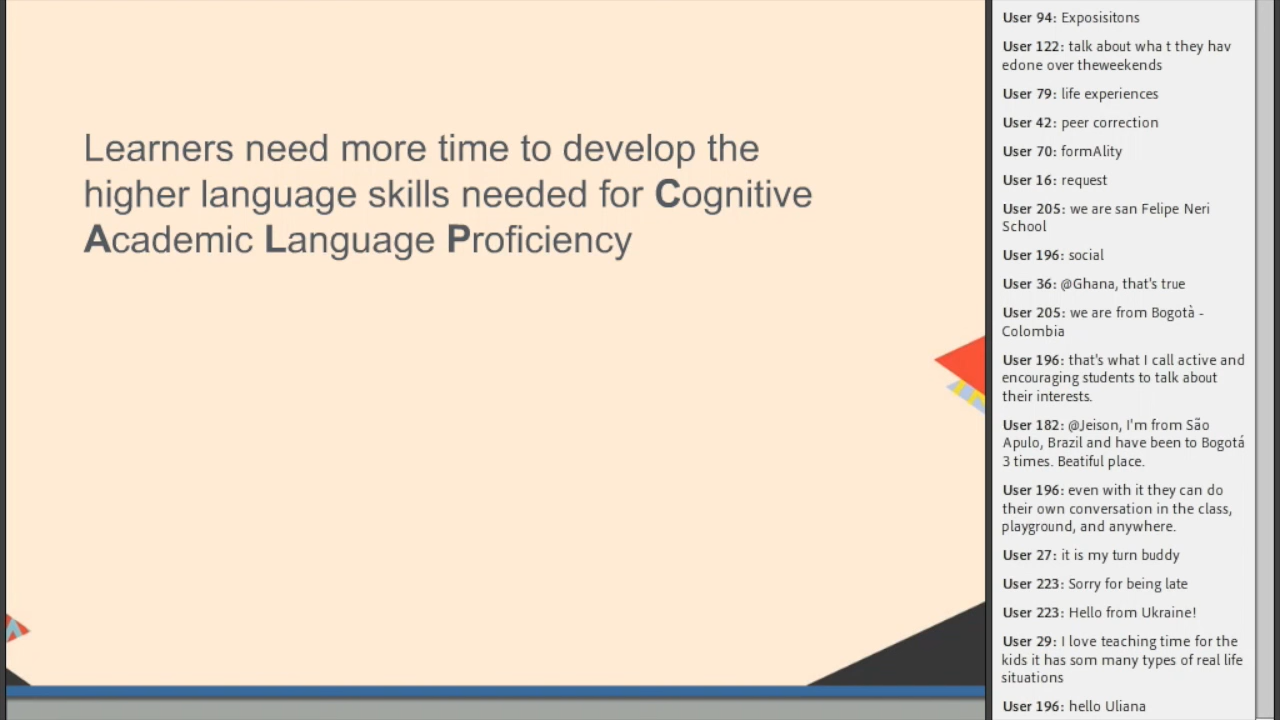 Learners need more time to develop the
higher language skills needed for Cognitive
Academic Language Proficiency
User 94: Exposisitons
User 122: talk about wha t they hav
edone over theweekends
User 79: life experiences
User 42: peer correction
User 70: formAlity
User 16: request
User 205: we are san Felipe Neri
School
User 196: social
User 36: @Ghana, that's true
User 205: we are from Bogotà -
Colombia
User 196: that's what I call active and
encouraging students to talk about
their interests.
User 182: @Jeison, I'm from São
Apulo, Brazil and have been to Bogotá
3 times. Beatiful place.
User 196: even with it they can do
their own conversation in the class,
playground, and anywhere.
User 27: it is my turn buddy
User 223: Sorry for being late
User 223: Hello from Ukraine!
User 29: I love teaching time for the
kids it has som many types of real life
situations
User 196: hello Uliana